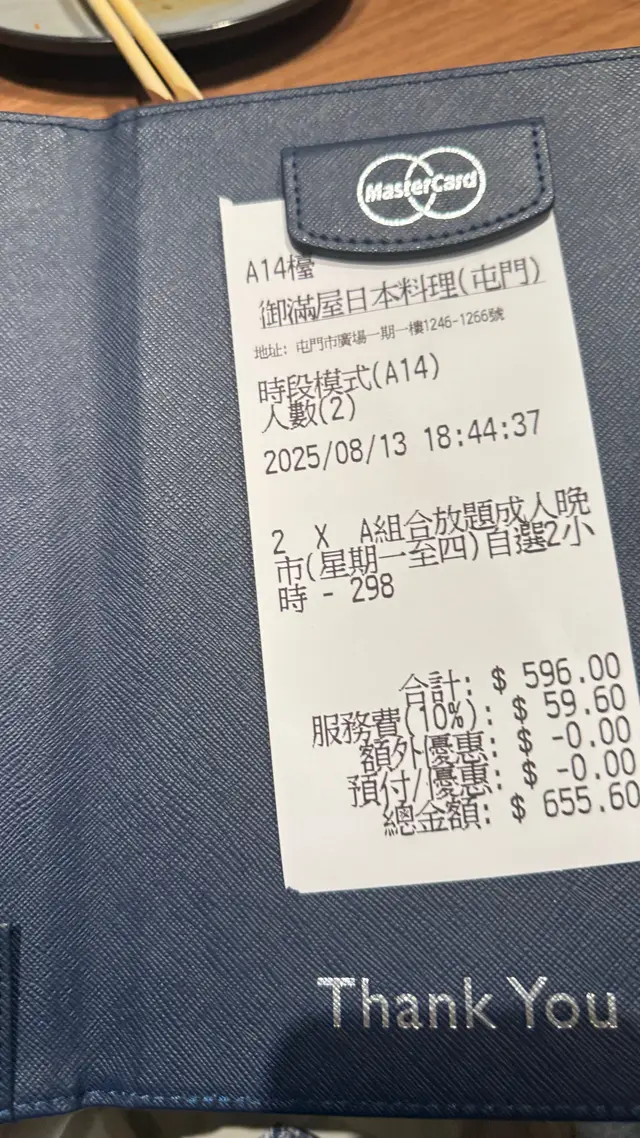 MasterCard
A14檯
御滿屋日本料理(屯門)
地址: 屯門市廣場一期一樓1246-1266號
時段模式(A14)
人數(2)
2025/08/13 18:44:37
2 X A組合放題成人晚
市(星期一至四)自選2小
時 - 298
合計: $ 596.00
服務費(10%): $ 59.60
額外優惠: $ -0.00
預付/優惠: $ -0.00
總金額: $ 655.60
Thank You